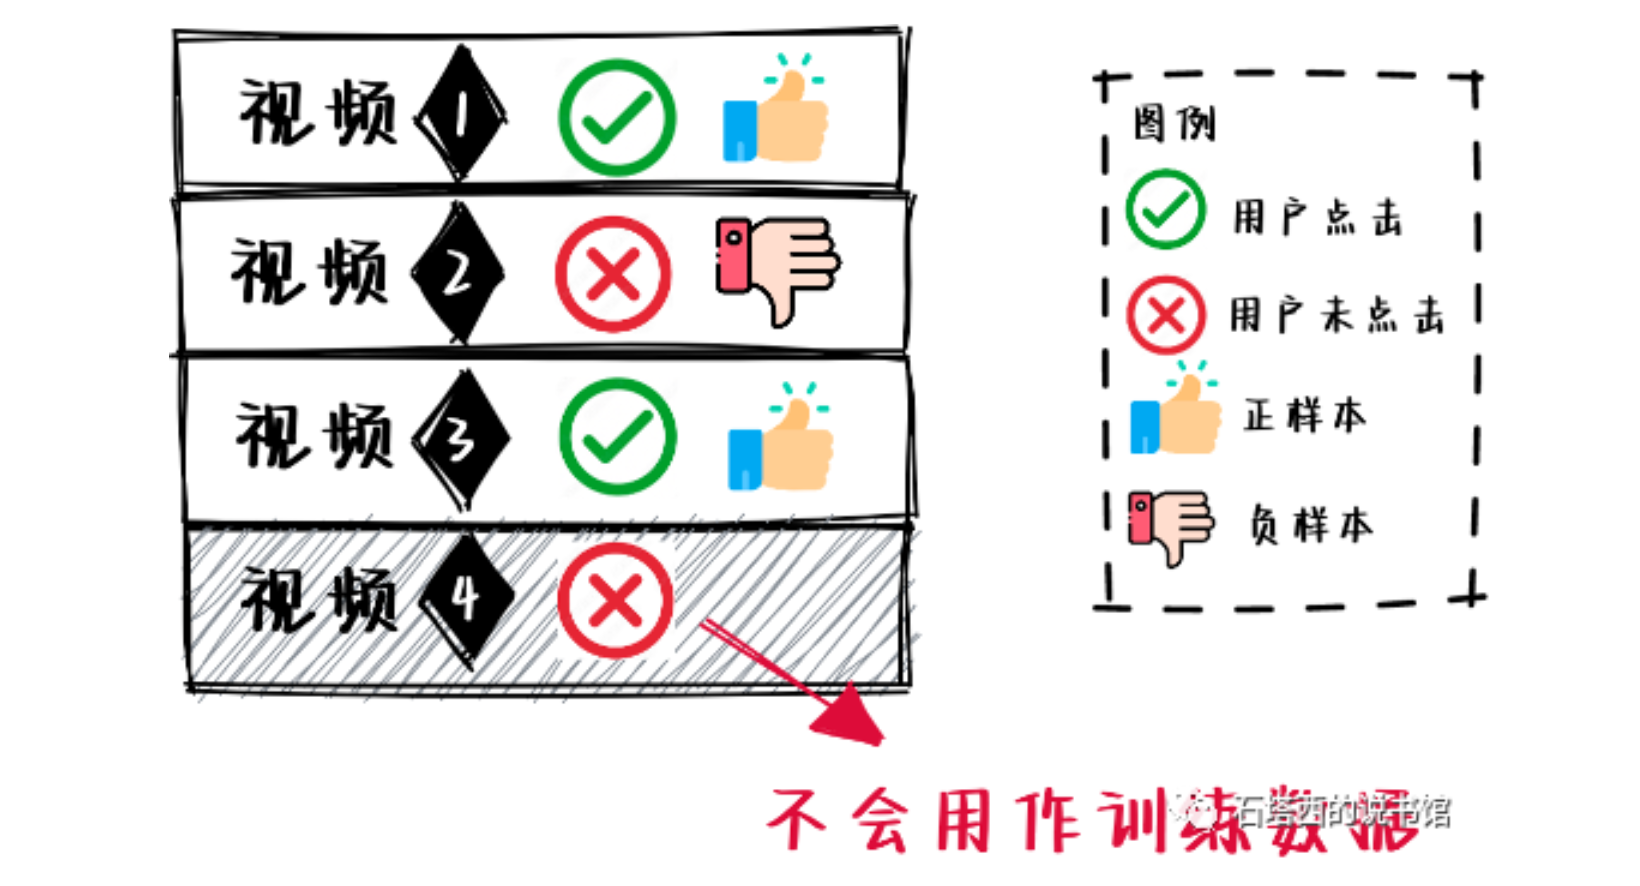 视频 1
视频 2
视频 3
视频 4
图例
用户点击
用户未点击
正样本
负样本
不会用作训练数据
石塔西的说书馆